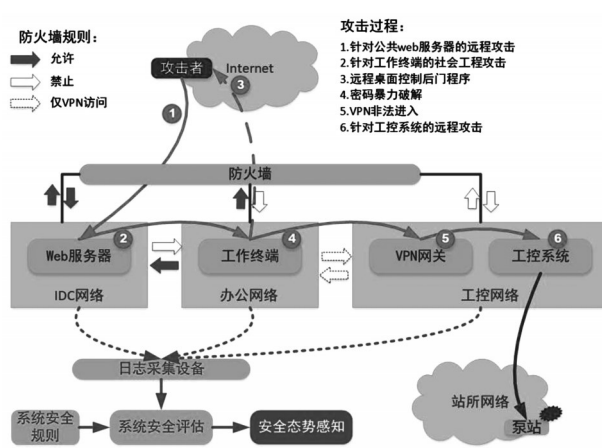 防火墙规则:
允许
禁止
仅VPN访问
攻击者
Internet
3
1
攻击过程:
1.针对公共web服务器的远程攻击
2.针对工作终端的社会工程攻击
3.远程桌面控制后门程序
4.密码暴力破解
5.VPN非法进入
6.针对工控系统的远程攻击
防火墙
2
4
5
6
Web服务器
工作终端
VPN网关
工控系统
IDC网络
办公网络
工控网络
日志采集设备
系统安全
规则
系统安全评估
安全态势感知
站所网络
泵站